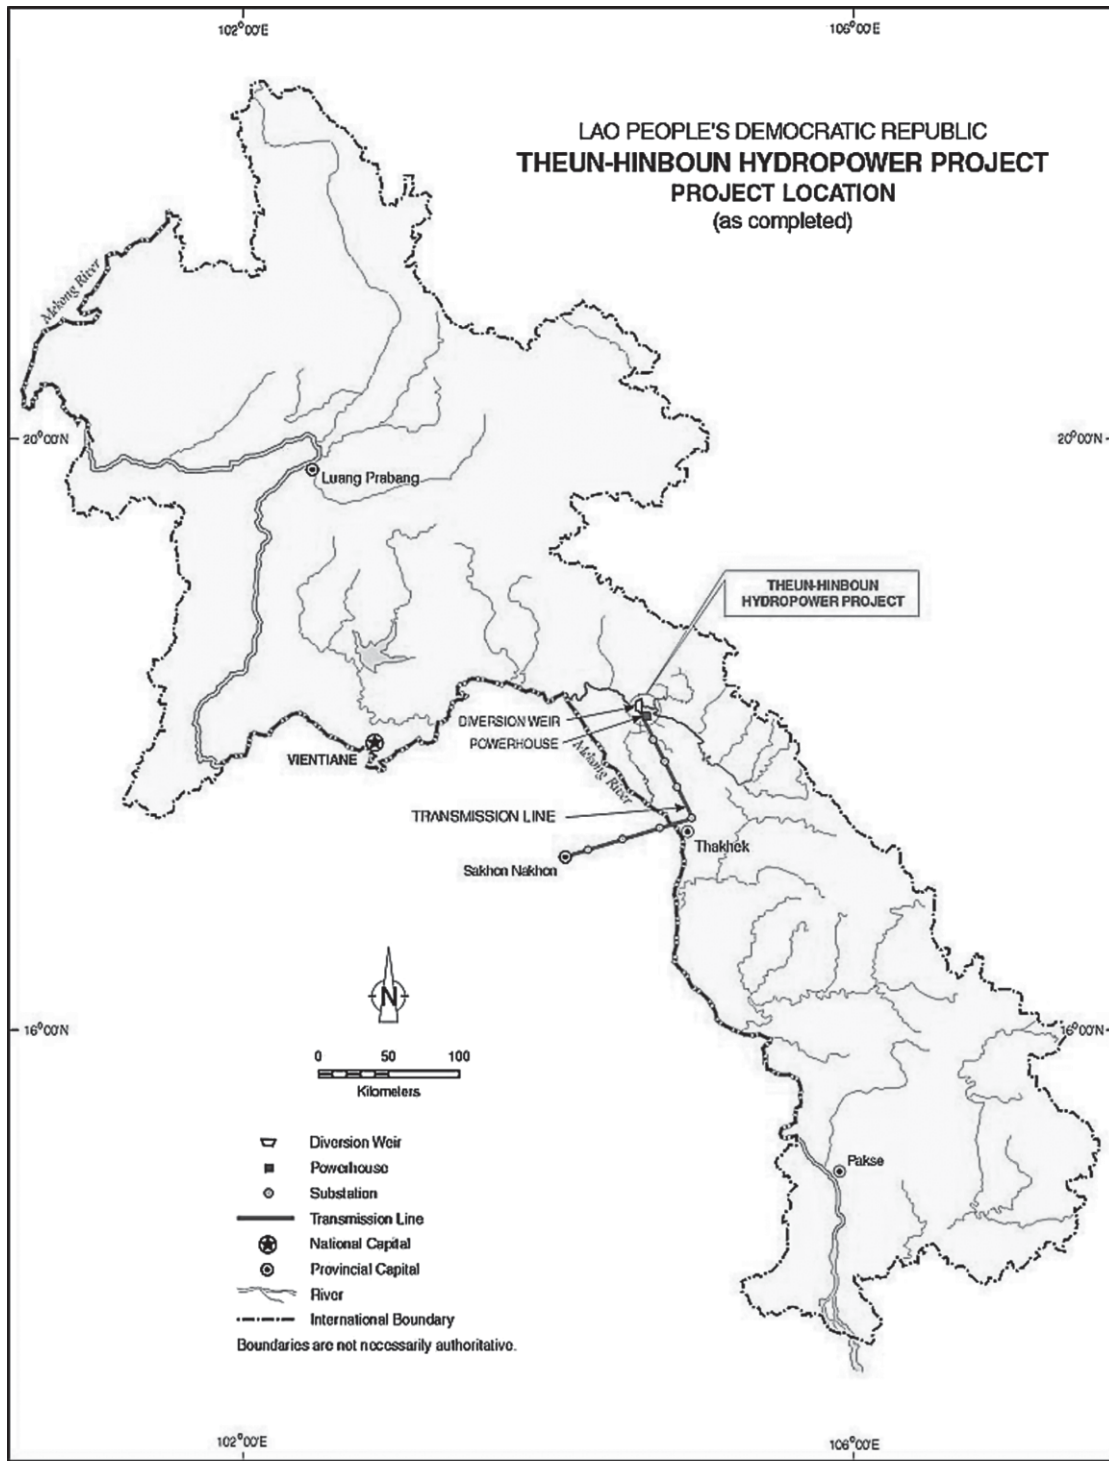 102°00'E
106°00'E
LAO PEOPLE'S DEMOCRATIC REPUBLIC
THEUN-HINBOUN HYDROPOWER PROJECT
PROJECT LOCATION
(as completed)
Mekong River
20°00'N
20°00'N
Luang Prabang
THEUN-HINBOUN
HYDROPOWER PROJECT
DIVERSION WEIR
POWERHOUSE
VIENTIANE
Mekong River
TRANSMISSION LINE
Thakhek
Sakhon Nakhon
N
16°00'N
16°00'N
0 50 100
Kilometers
Diversion Weir
Powerhouse
Substation
Transmission Line
National Capital
Provincial Capital
River
International Boundary
Boundaries are not necessarily authoritative.
Pakse
102°00'E
106°00'E